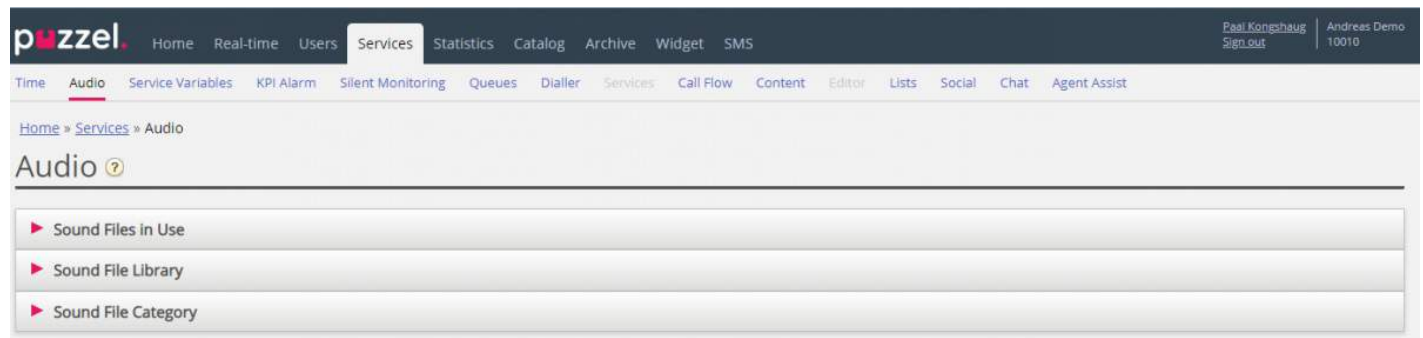 puzzel.
Home Real-time Users Services Statistics Catalog Archive Widget SMS
Paal Kongshaug
Sign out
Andreas Demo
10010
Time Audio Service Variables KPI Alarm Silent Monitoring Queues Dialler Services Call Flow Content Editor Lists Social Chat Agent Assist
Home » Services » Audio
Audio ?
Sound Files in Use
Sound File Library
Sound File Category